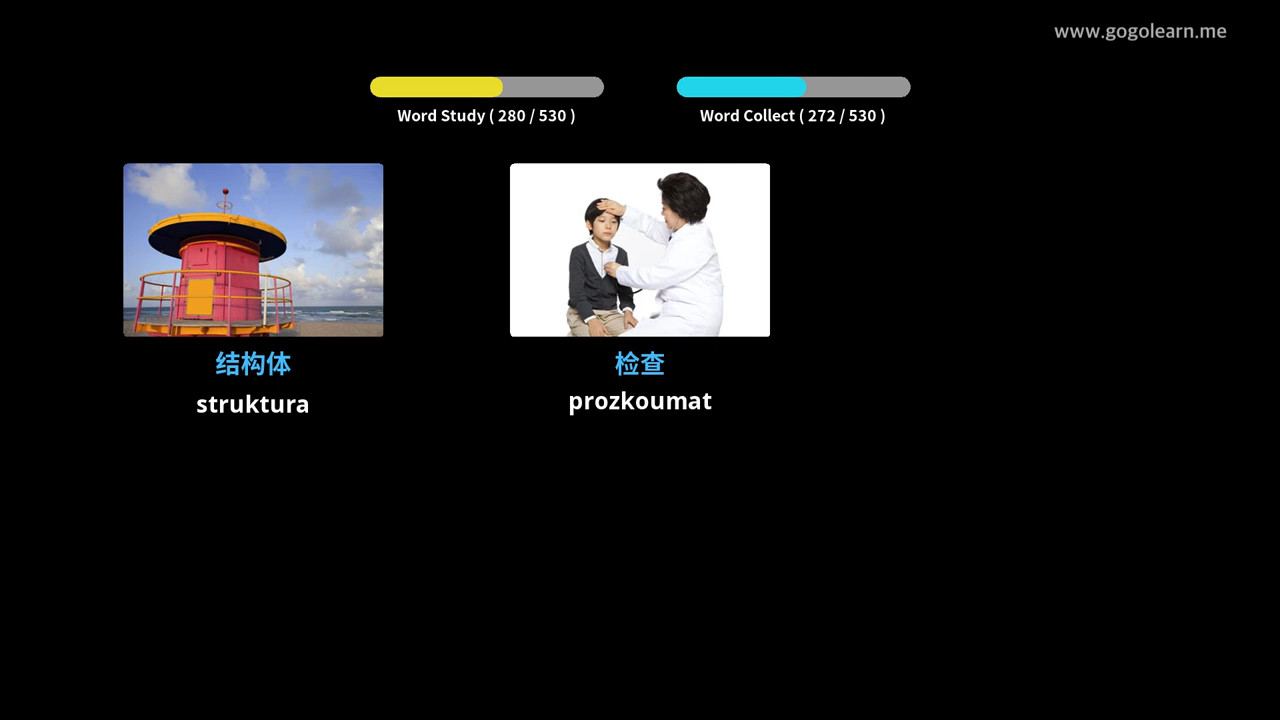 www.gogolearn.me
Word Study ( 280 / 530 )
Word Collect ( 272 / 530 )
结构体
struktura
检查
prozkoumat